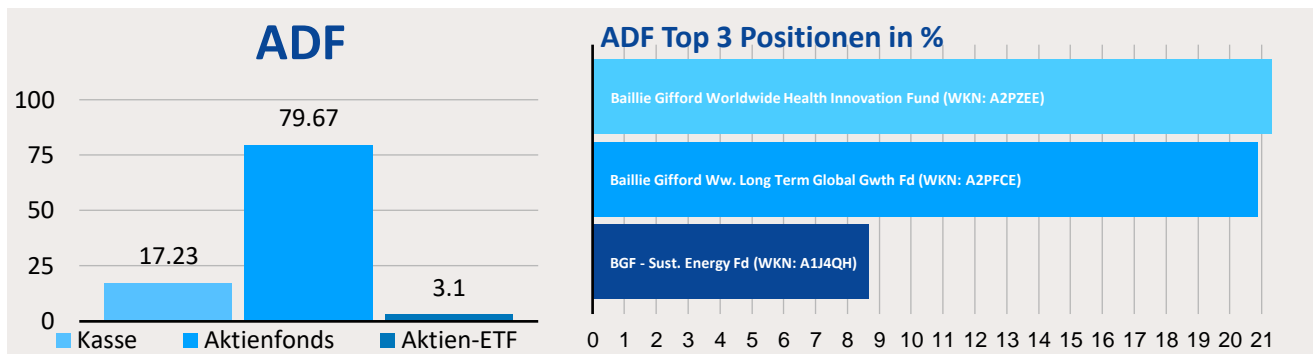 ADF
100
79.67
75
50
25
17.23
3.1
0
Kasse Aktienfonds Aktien-ETF
ADF Top 3 Positionen in %
Baillie Gifford Worldwide Health Innovation Fund (WKN: A2PZEE)
Baillie Gifford Ww. Long Term Global Gwth Fd (WKN: A2PFCE)
BGF - Sust. Energy Fd (WKN: A1J4QH)
0 1 2 3 4 5 6 7 8 9 10 11 12 13 14 15 16 17 18 19 20 21